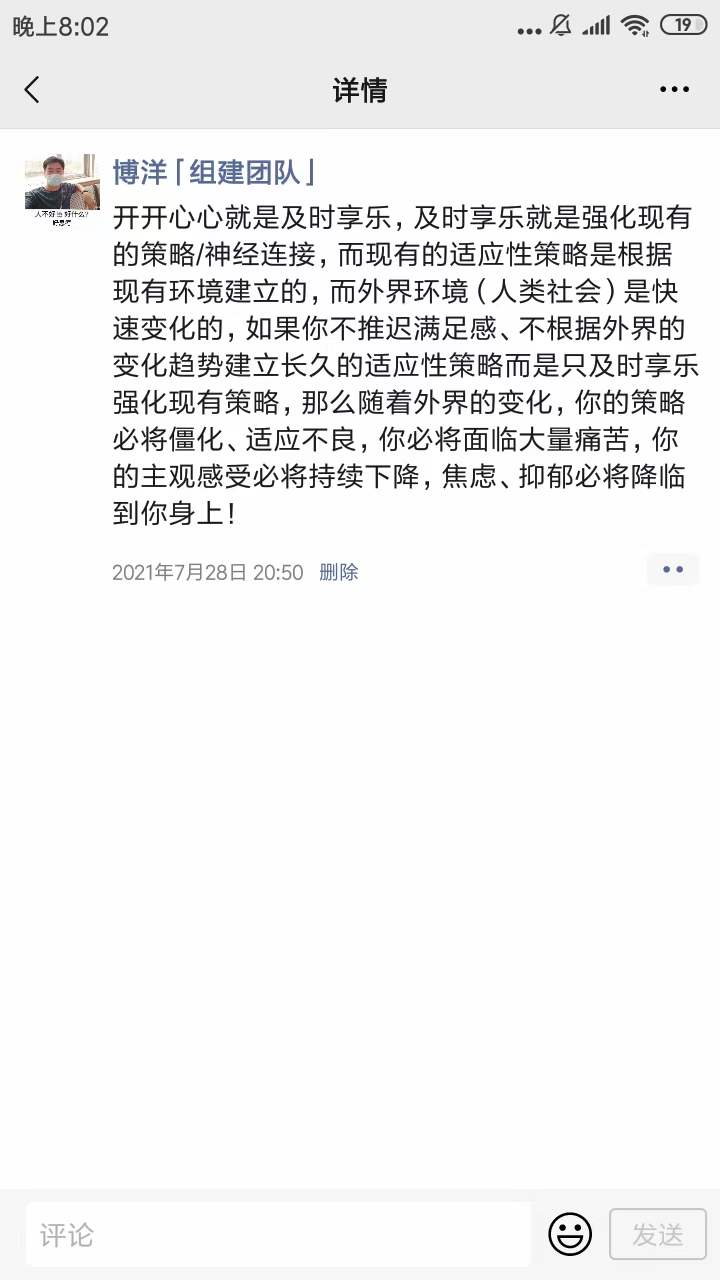 晚上8:02
19
详情
博洋「组建团队」
人不好当 好什么?
开开心心就是及时享乐，及时享乐就是强化现有
的策略/神经连接，而现有的适应性策略是根据
现有环境建立的，而外界环境（人类社会）是快
速变化的，如果你不推迟满足感、不根据外界的
变化趋势建立长久的适应性策略而是只及时享乐
强化现有策略，那么随着外界的变化，你的策略
必将僵化、适应不良，你必将面临大量痛苦，你
的主观感受必将持续下降，焦虑、抑郁必将降临
到你身上！
2021年7月28日 20:50 删除
评论
发送